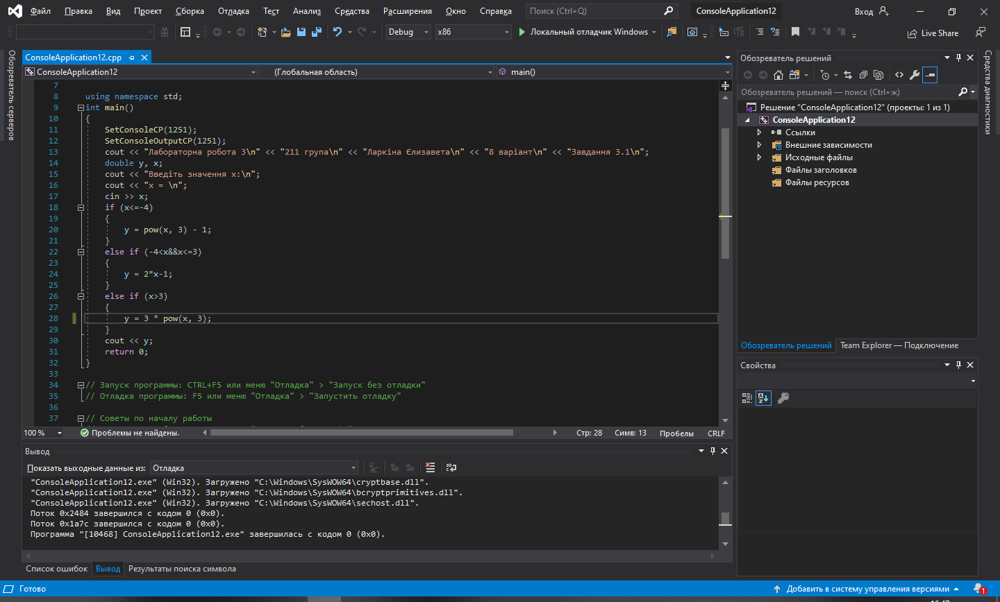 Файл Правка Вид Проект Сборка Отладка Тест Анализ Средства Расширения Окно Справка Поиск (Ctrl+Q) ConsoleApplication12 Вход
Debug x86 Локальный отладчик Windows Live Share
Обозреватель серверов
ConsoleApplication12.cpp
ConsoleApplication12 (Глобальная область) main()
7
8 using namespace std;
9 int main()
10 {
11 SetConsoleCP(1251);
12 SetConsoleOutputCP(1251);
13 cout << "Лабораторна робота 3\n" << "211 група\n" << "Ларкіна Єлизавета\n" << "8 варіант\n" << "Завдання 3.1\n";
14 double y, x;
15 cout << "Введіть значення x:\n";
16 cout << "x = \n";
17 cin >> x;
18 if (x<=-4)
19 {
20 y = pow(x, 3) - 1;
21 }
22 else if (-4<x&&x<=3)
23 {
24 y = 2*x-1;
25 }
26 else if (x>3)
27 {
28 y = 3 * pow(x, 3);
29 }
30 cout << y;
31 return 0;
32 }
33
34 // Запуск программы: CTRL+F5 или меню "Отладка" > "Запуск без отладки"
35 // Отладка программы: F5 или меню "Отладка" > "Запустить отладку"
36
37 // Советы по началу работы
100 % Проблемы не найдены. Стр: 28 Симв: 13 Пробелы CRLF
Вывод
Показать выходные данные из: Отладка
"ConsoleApplication12.exe" (Win32). Загружено "C:\Windows\SysWOW64\cryptbase.dll".
"ConsoleApplication12.exe" (Win32). Загружено "C:\Windows\SysWOW64\bcryptprimitives.dll".
"ConsoleApplication12.exe" (Win32). Загружено "C:\Windows\SysWOW64\sechost.dll".
Поток 0x2484 завершился с кодом 0 (0x0).
Поток 0x1a7c завершился с кодом 0 (0x0).
Программа "[10468] ConsoleApplication12.exe" завершилась с кодом 0 (0x0).
Список ошибок Вывод Результаты поиска символа
Обозреватель решений
Обозреватель решений — поиск (Ctrl+ж)
Решение "ConsoleApplication12" (проекты: 1 из 1)
ConsoleApplication12
Ссылки
Внешние зависимости
Исходные файлы
Файлы заголовков
Файлы ресурсов
Обозреватель решений Team Explorer — Подключение
Свойства
Средства диагностики
Готово Добавить в систему управления версиями 1